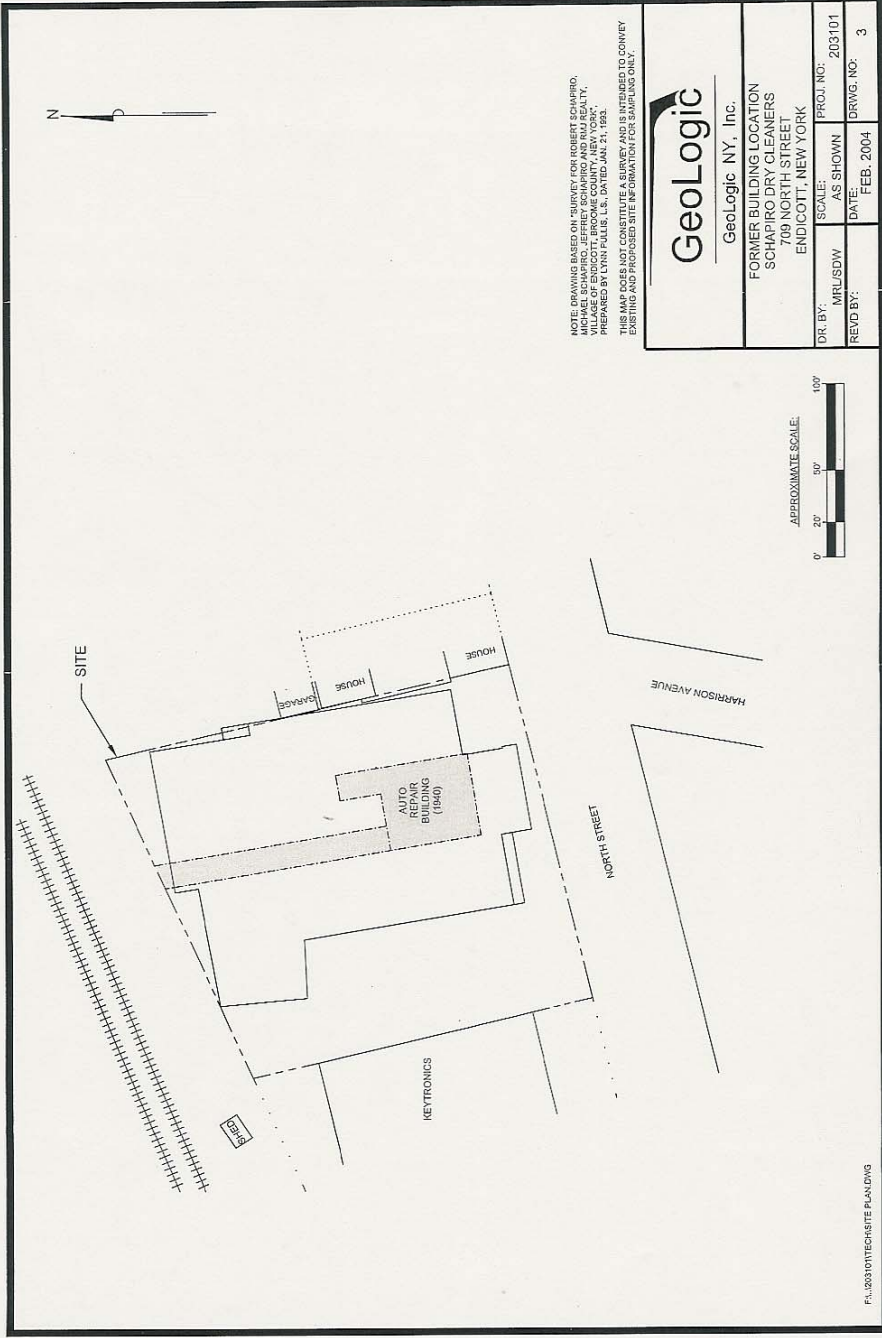 N
SITE
SHED
GARAGE
HOUSE
HOUSE
AUTO
REPAIR
BUILDING
(1940)
KEYTRONICS
NORTH STREET
HARRISON AVENUE
NOTE: DRAWING BASED ON "SURVEY FOR ROBERT SCHAPIRO,
MICHAEL SCHAPIRO, JEFFREY SCHAPIRO AND RMJ REALTY,
VILLAGE OF ENDICOTT, BROOME COUNTY, NEW YORK",
PREPARED BY LYNN PULLIS, L.S., DATED JAN. 21, 1993.
THIS MAP DOES NOT CONSTITUTE A SURVEY AND IS INTENDED TO CONVEY
EXISTING AND PROPOSED SITE INFORMATION FOR SAMPLING ONLY.
APPROXIMATE SCALE:
0' 20' 50' 100'
GeoLogic
GeoLogic NY, Inc.
FORMER BUILDING LOCATION
SCHAPIRO DRY CLEANERS
709 NORTH STREET
ENDICOTT, NEW YORK
DR. BY: MRL/SDW
SCALE: AS SHOWN
PROJ. NO: 203101
REVD BY:
DATE: FEB. 2004
DRWG. NO: 3
F:\...\203101\TECH\SITE PLAN.DWG